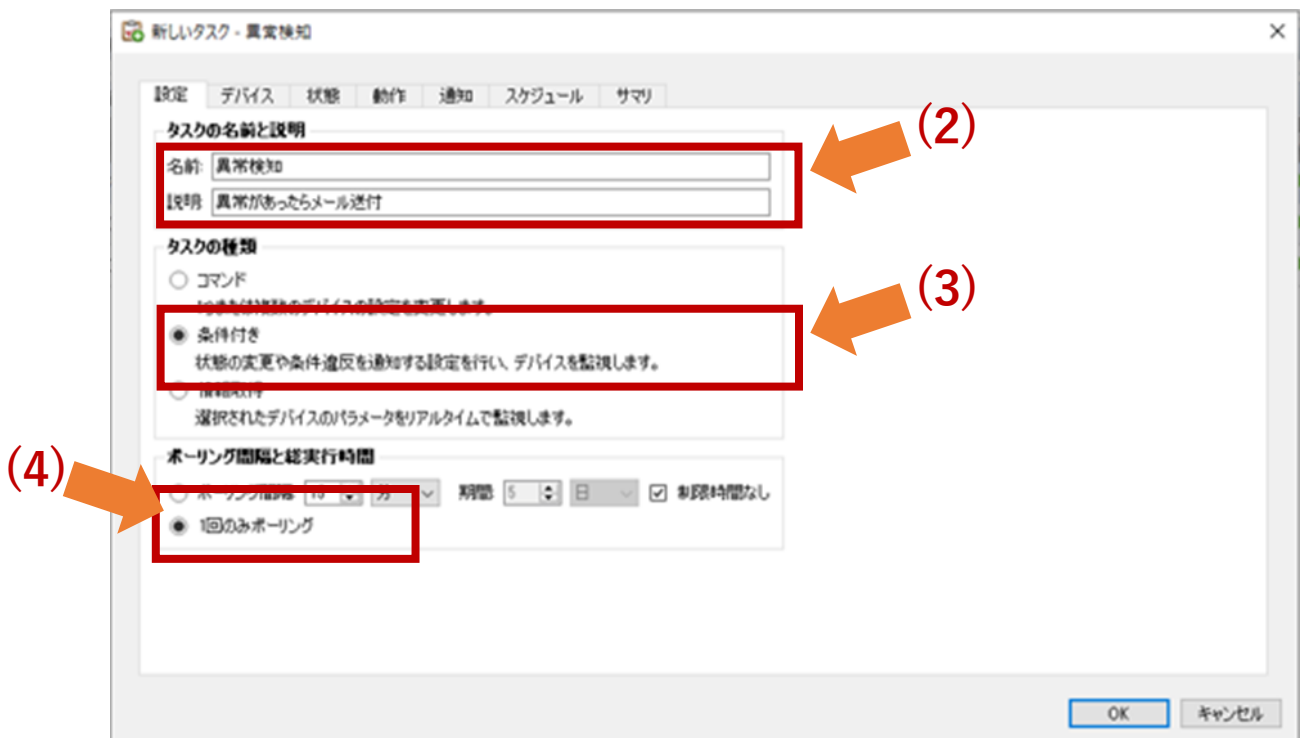 新しいタスク - 異常検知
設定 デバイス 状態 動作 通知 スケジュール サマリ
タスクの名前と説明
(2)
名前: 異常検知
説明: 異常があったらメール送付
タスクの種類
コマンド
(3)
条件付き
状態の変更や条件違反を通知する設定を行い、デバイスを監視します。
選択されたデバイスのパラメータをリアルタイムで監視します。
(4)
ポーリング間隔と総実行時間
ポーリング間隔 15 分 期間: 5 日 制限時間なし
1回のみポーリング
OK キャンセル